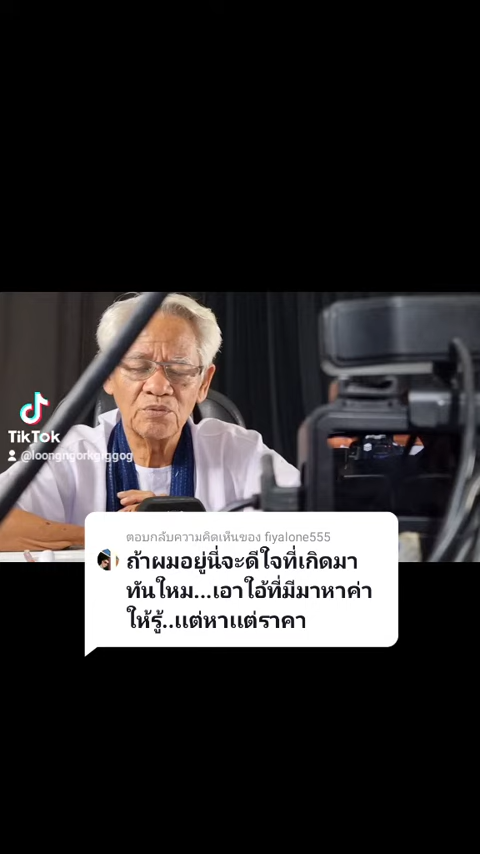 TikTok
@loongngorkgiggog
ตอบกลับความคิดเห็นของ fiyalone555
ถ้าผมอยู่นี่จะดีใจที่เกิดมา
ทันใหม...เอาใอ้ที่มีมาหาค่า
ให้รู้..แต่หาแต่ราคา